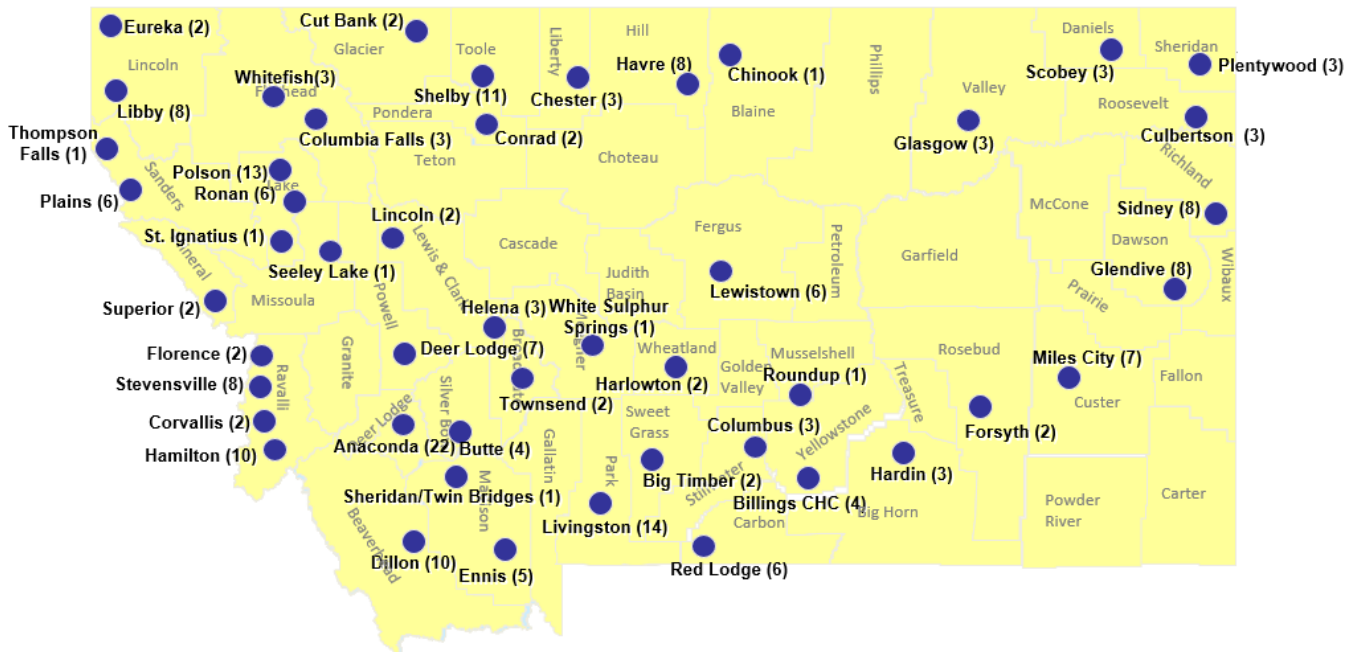 Eureka (2)
Cut Bank (2)
Hill
Daniels
Sheridan
Glacier
Toole
Liberty
Phillips
Lincoln
Whitefish(3)
Flathead
Havre (8)
Chinook (1)
Scobey (3)
Plentywood (3)
Libby (8)
Shelby (11)
Chester (3)
Valley
Roosevelt
Pondera
Blaine
Thompson
Falls (1)
Columbia Falls (3)
Conrad (2)
Glasgow (3)
Culbertson (3)
Teton
Choteau
Richland
Polson (13)
Lake
Ronan (6)
Sanders
Plains (6)
McCone
Lincoln (2)
Sidney (8)
St. Ignatius (1)
Mineral
Lewis & Clark
Cascade
Fergus
Petroleum
Garfield
Dawson
Seeley Lake (1)
Glendive (8)
Wibaux
Judith
Basin
Lewistown (6)
Prairie
Superior (2)
Missoula
Powell
Helena (3)
White Sulphur
Springs (1)
Meagher
Florence (2)
Granite
Deer Lodge (7)
Broadwater
Wheatland
Golden
Valley
Musselshell
Rosebud
Miles City (7)
Fallon
Stevensville (8)
Ravalli
Harlowton (2)
Roundup (1)
Treasure
Custer
Townsend (2)
Corvallis (2)
Deer Lodge
Silver Bow
Sweet
Grass
Columbus (3)
Yellowstone
Forsyth (2)
Hamilton (10)
Anaconda (22)
Butte (4)
Gallatin
Park
Big Timber (2)
Stillwater
Hardin (3)
Sheridan/Twin Bridges (1)
Madison
Billings CHC (4)
Carter
Livingston (14)
Carbon
Big Horn
Powder
River
Beaverhead
Dillon (10)
Ennis (5)
Red Lodge (6)